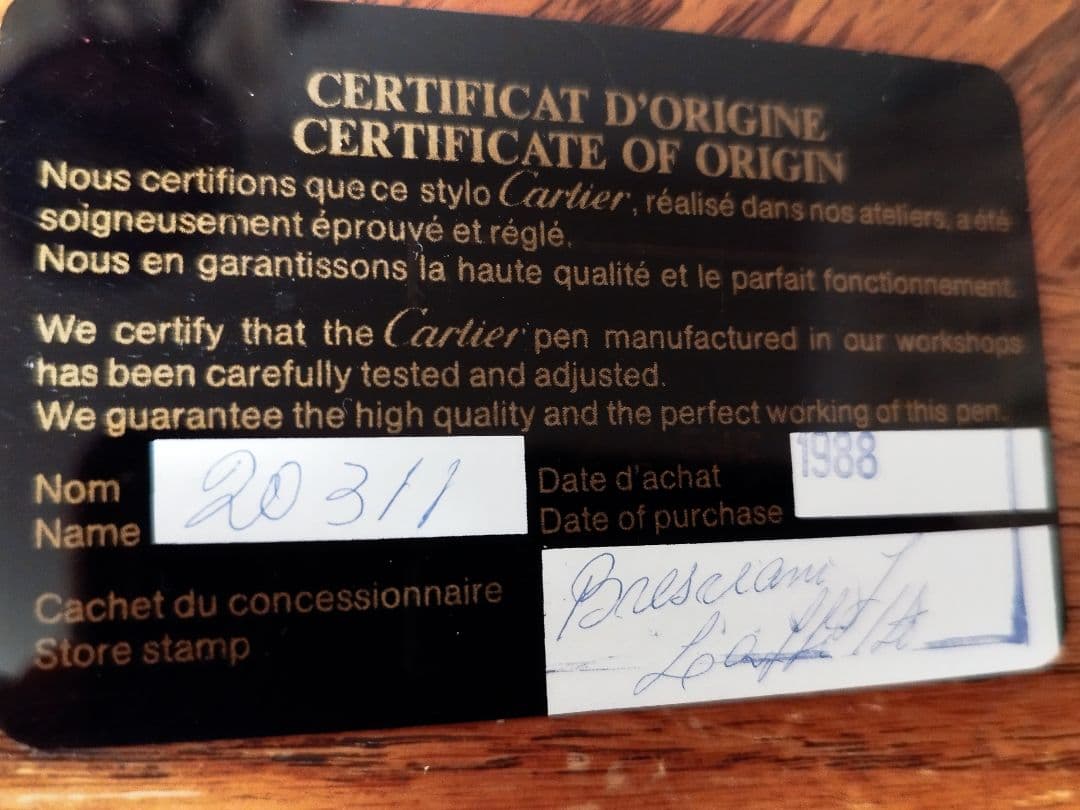 CERTIFICAT D'ORIGINE
CERTIFICATE OF ORIGIN
Nous certifions que ce stylo Cartier, réalisé dans nos ateliers, a été
soigneusement éprouvé et réglé.
Nous en garantissons la haute qualité et le parfait fonctionnement.
We certify that the Cartier pen manufactured in our workshops
has been carefully tested and adjusted.
We guarantee the high quality and the perfect working of this pen.
Nom
Name
20311
Date d'achat
Date of purchase
1988
Cachet du concessionnaire
Store stamp